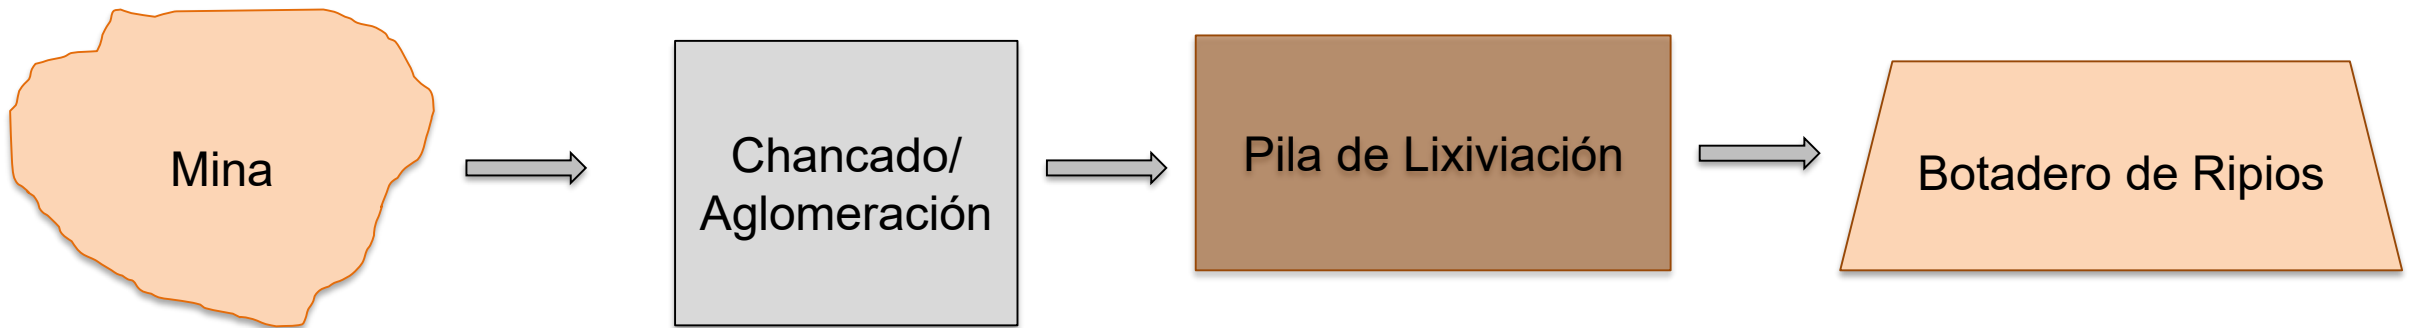 Mina
Chancado/
Aglomeración
Pila de Lixiviación
Botadero de Ripios